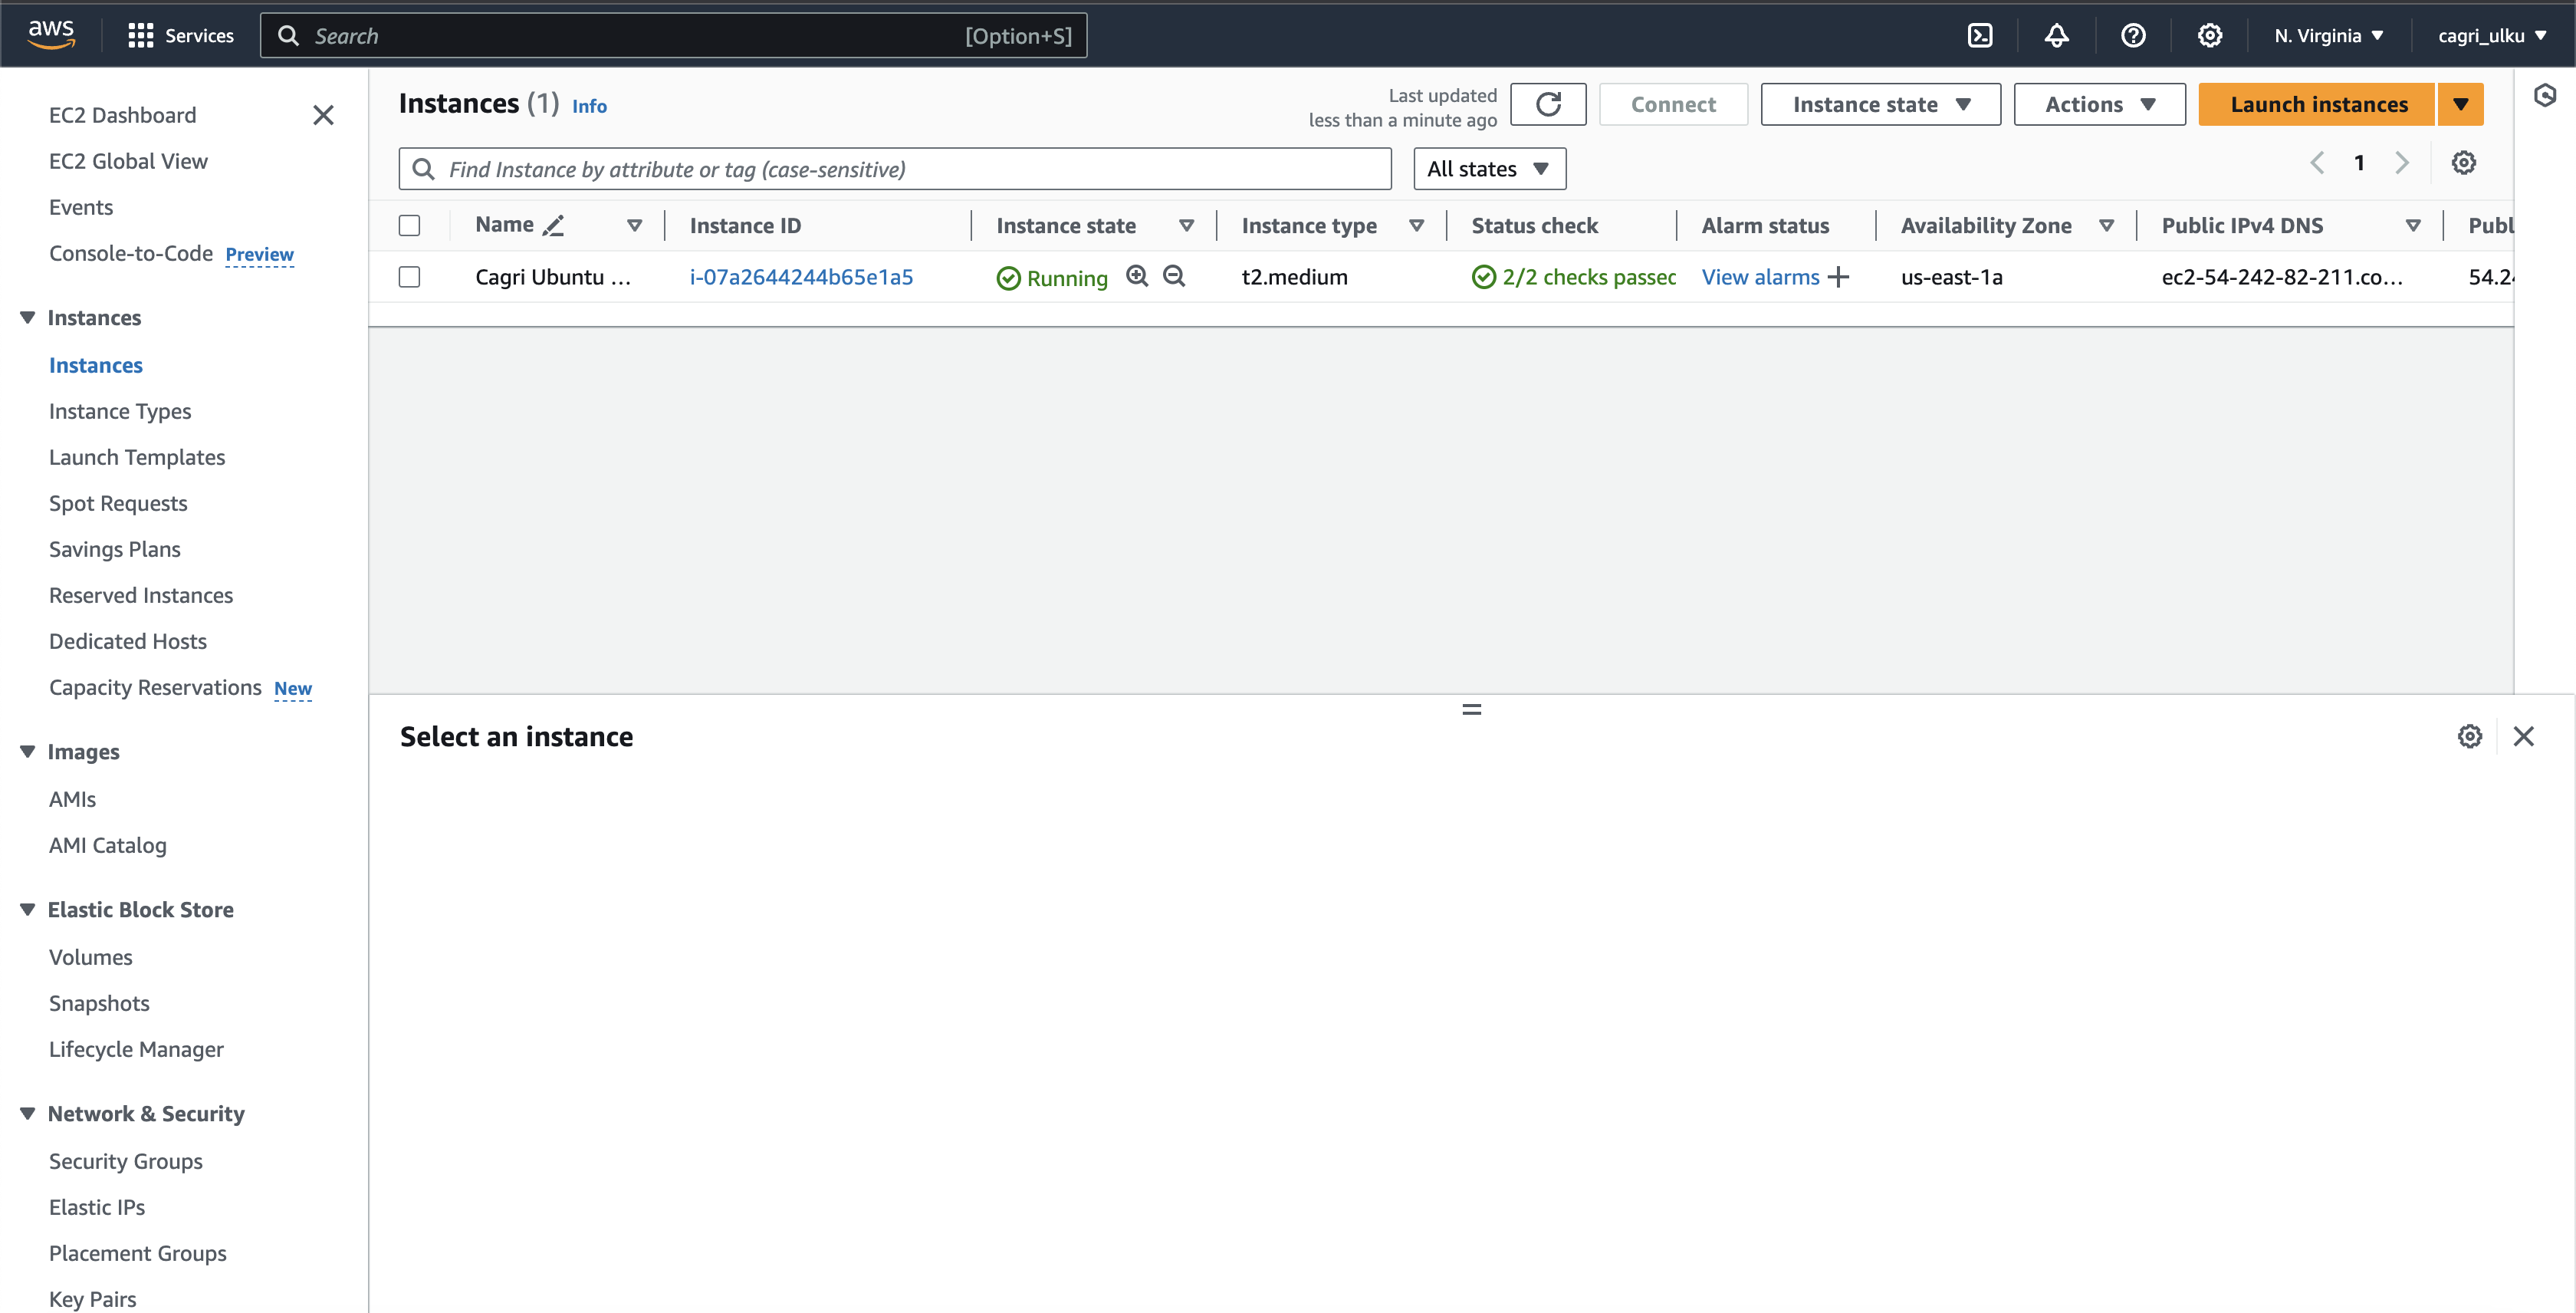 aws
Services
Search
[Option+S]
N. Virginia
cagri_ulku
EC2 Dashboard
EC2 Global View
Events
Console-to-Code Preview
Instances
Instances
Instance Types
Launch Templates
Spot Requests
Savings Plans
Reserved Instances
Dedicated Hosts
Capacity Reservations New
Images
AMIs
AMI Catalog
Elastic Block Store
Volumes
Snapshots
Lifecycle Manager
Network & Security
Security Groups
Elastic IPs
Placement Groups
Key Pairs
Instances (1) Info
Last updated
less than a minute ago
Connect
Instance state
Actions
Launch instances
Find Instance by attribute or tag (case-sensitive)
All states
1
Name Instance ID Instance state Instance type Status check Alarm status Availability Zone Public IPv4 DNS Publ
Cagri Ubuntu ... i-07a2644244b65e1a5 Running t2.medium 2/2 checks passec View alarms + us-east-1a ec2-54-242-82-211.co... 54.24
Select an instance